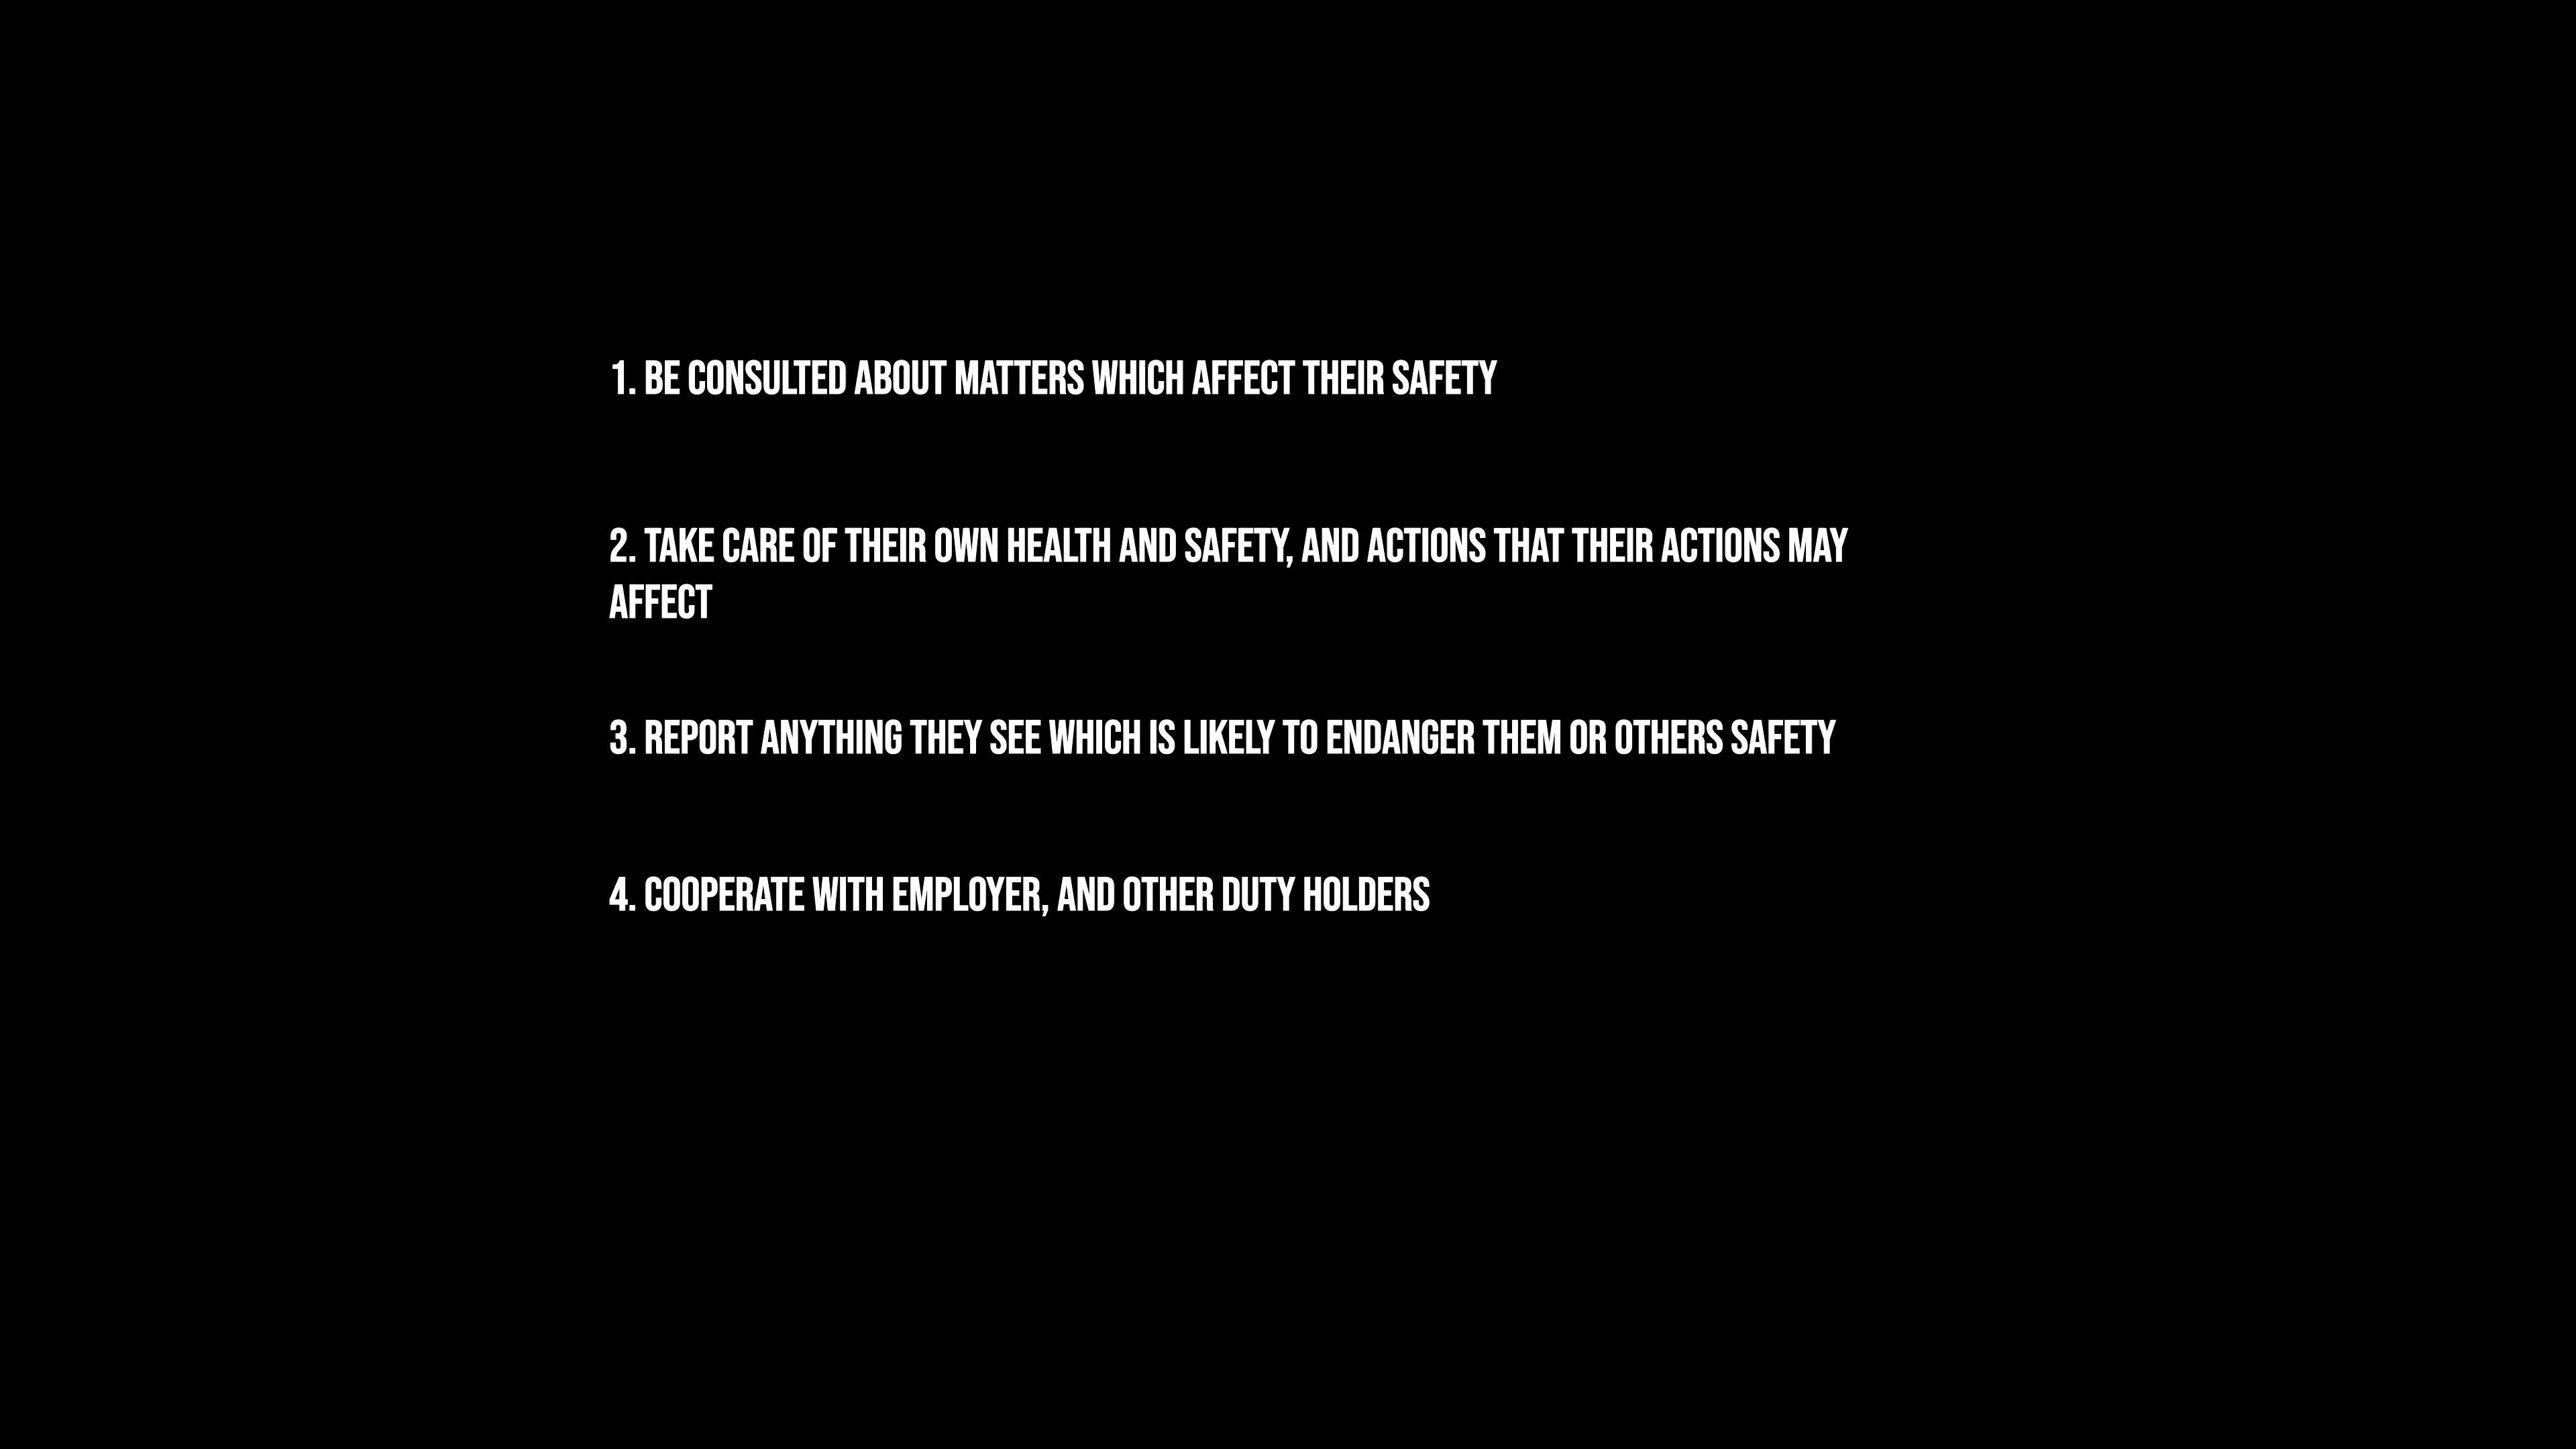 1. BE CONSULTED ABOUT MATTERS WHICH AFFECT THEIR SAFETY
2. TAKE CARE OF THEIR OWN HEALTH AND SAFETY, AND ACTIONS THAT THEIR ACTIONS MAY
AFFECT
3. REPORT ANYTHING THEY SEE WHICH IS LIKELY TO ENDANGER THEM OR OTHERS SAFETY
4. COOPERATE WITH EMPLOYER, AND OTHER DUTY HOLDERS